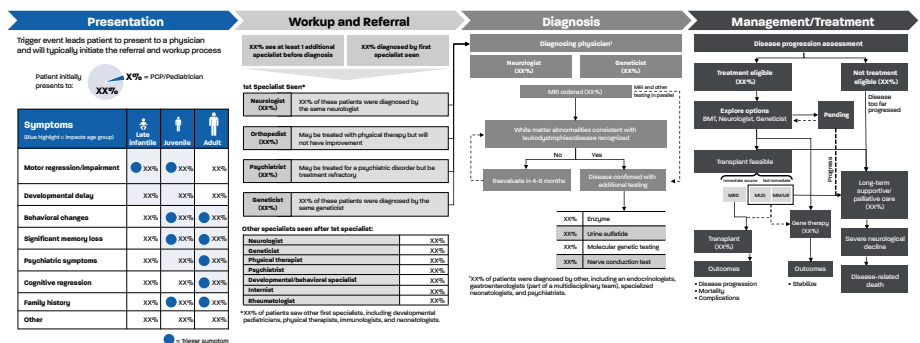 Presentation
Trigger event leads patient to present to a physician
and will typically initiate the referral and workup process
Patient initially
presents to:
X% = PCP/Pediatrician
XX%
Symptoms
(Blue highlight = impacts age group)
Late
infantile
Juvenile
Adult
Motor regression/impairment XX% XX% XX%
Developmental delay XX% XX% XX%
Behavioral changes XX% XX% XX%
Significant memory loss XX% XX% XX%
Psychiatric symptoms XX% XX% XX%
Cognitive regression XX% XX% XX%
Family history XX% XX% XX%
Other XX% XX% XX%
= Trigger symptom
Workup and Referral
XX% see at least 1 additional
specialist before diagnosis
XX% diagnosed by first
specialist seen
1st Specialist Seen*
Neurologist
(XX%)
XX% of these patients were diagnosed by
the same neurologist
Orthopedist
(XX%)
May be treated with physical therapy but will
not have improvement
Psychiatrist
(XX%)
May be treated for a psychiatric disorder but be
treatment refractory
Geneticist
(XX%)
XX% of these patients were diagnosed by the
same geneticist
Other specialists seen after 1st specialist:
Neurologist XX%
Geneticist XX%
Physical therapist XX%
Psychiatrist XX%
Developmental/behavioral specialist XX%
Internist XX%
Rheumatologist XX%
*XX% of patients saw other first specialists, including developmental
pediatricians, physical therapists, immunologists, and neonatologists.
Diagnosis
Diagnosing physician†
Neurologist
(XX%)
Geneticist
(XX%)
MRI ordered (XX%)
MRI and other
testing in parallel
White matter abnormalities consistent with
leukodystrophies/disease recognized
No
Yes
Reevaluate in 4-6 months
Disease confirmed with
additional testing
XX% Enzyme
XX% Urine sulfatide
XX% Molecular genetic testing
XX% Nerve conduction test
†XX% of patients were diagnosed by other, including an endocrinologists,
gastroenterologists (part of a multidisciplinary team), specialized
neonatologists, and psychiatrists.
Management/Treatment
Disease progression assessment
Treatment eligible
(XX%)
Not treatment
eligible (XX%)
Disease
too far
progressed
Explore options
BMT, Neurologist, Geneticist
Pending
Progress
Transplant feasible
Immediate source
Not immediate
MRD
MUD
MM/UR
Long-term
supportive/
palliative care
(XX%)
Gene therapy
(XX%)
Transplant
(XX%)
Severe neurological
decline
Outcomes
Outcomes
Disease-related
death
• Disease progression
• Mortality
• Complications
• Stabilize